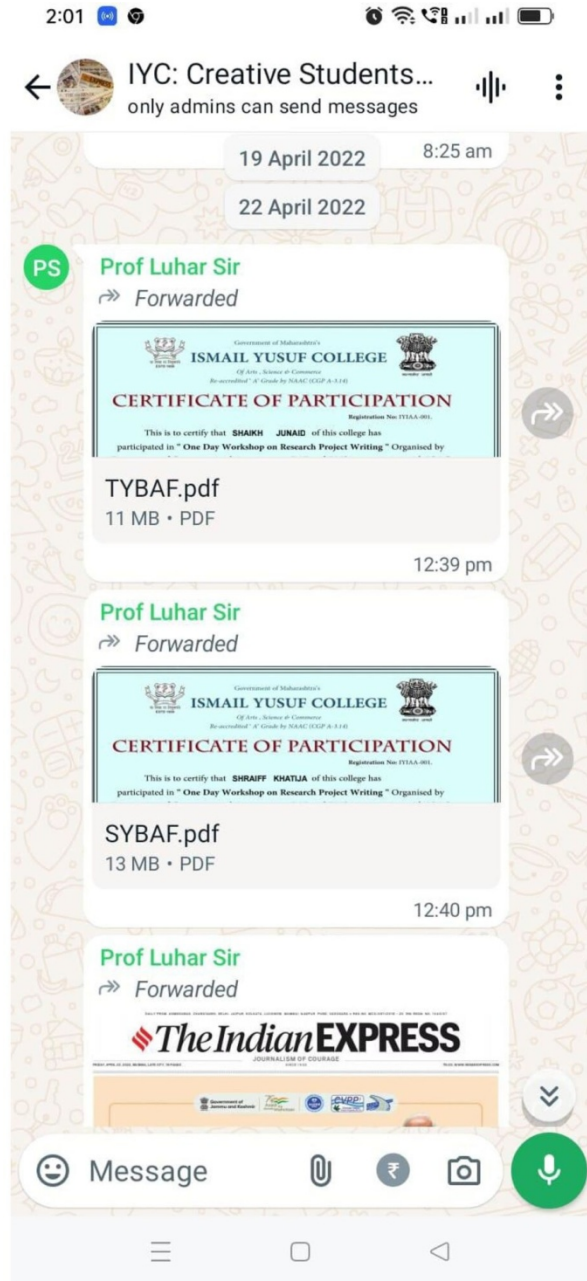 2:01
IYC: Creative Students...
only admins can send messages
8:25 am
19 April 2022
22 April 2022
PS
Prof Luhar Sir
Forwarded
Government of Maharashtra's
ISMAIL YUSUF COLLEGE
Of Arts , Science & Commerce
Re-accredited ' A' Grade by NAAC (CGP A-3.14)
CERTIFICATE OF PARTICIPATION
Registration No: IYIAA-001.
This is to certify that SHAIKH JUNAID of this college has
participated in " One Day Workshop on Research Project Writing " Organised by
TYBAF.pdf
11 MB • PDF
12:39 pm
Prof Luhar Sir
Forwarded
Government of Maharashtra's
ISMAIL YUSUF COLLEGE
Of Arts , Science & Commerce
Re-accredited ' A' Grade by NAAC (CGP A-3.14)
CERTIFICATE OF PARTICIPATION
Registration No: IYIAA-001.
This is to certify that SHRAIFF KHATIJA of this college has
participated in " One Day Workshop on Research Project Writing " Organised by
SYBAF.pdf
13 MB • PDF
12:40 pm
Prof Luhar Sir
Forwarded
The Indian EXPRESS
JOURNALISM OF COURAGE
Government of
Jammu and Kashmir
CVPP
Message
₹